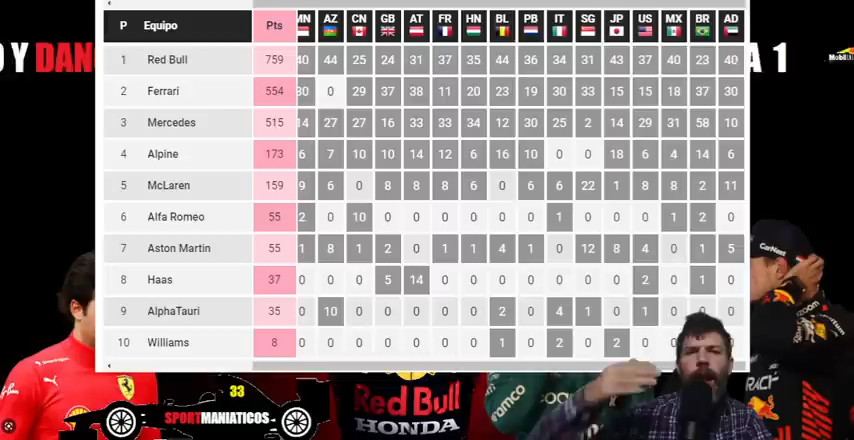 P Equipo Pts MN AZ CN GB AT FR HN BL PB IT SG JP US MX BR AD
1 Red Bull 759 40 44 25 24 31 37 35 44 36 34 31 43 37 40 23 40
2 Ferrari 554 30 0 29 37 38 11 20 23 19 30 33 15 15 18 37 30
3 Mercedes 515 14 27 27 16 33 33 34 12 30 25 2 14 29 31 58 10
4 Alpine 173 6 7 10 10 14 12 6 16 10 0 0 18 6 4 14 6
5 McLaren 159 9 6 0 8 8 8 6 0 6 6 22 1 8 8 2 11
6 Alfa Romeo 55 2 0 10 0 0 0 0 0 0 1 0 0 0 1 2 0
7 Aston Martin 55 1 8 1 2 0 1 1 4 1 0 12 8 4 0 1 5
8 Haas 37 0 0 0 5 14 0 0 0 0 0 0 0 2 0 1 0
9 AlphaTauri 35 0 10 0 0 0 0 0 2 0 4 1 0 1 0 0 0
10 Williams 8 0 0 0 0 0 0 0 1 0 2 0 2 0 0
O Y DAN
A 1
CarNext
33
SPORTMANIATICOS
Red Bull
HONDA